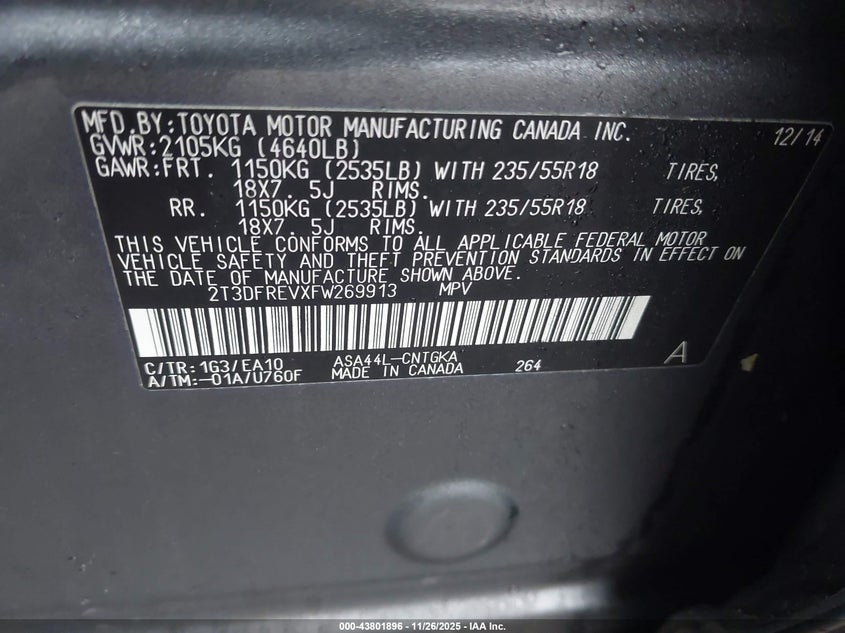 MFD.BY:TOYOTA MOTOR MANUFACTURING CANADA INC. 12/14
GVWR:2105KG (4640LB)
GAWR:FRT. 1150KG (2535LB) WITH 235/55R18 TIRES,
18X7. 5J RIMS.
RR. 1150KG (2535LB) WITH 235/55R18 TIRES,
18X7. 5J RIMS.
THIS VEHICLE CONFORMS TO ALL APPLICABLE FEDERAL MOTOR
VEHICLE SAFETY AND THEFT PREVENTION STANDARDS IN EFFECT ON
THE DATE OF MANUFACTURE SHOWN ABOVE.
2T3DFREVXFW269913 MPV
C/TR:1G3/EA10 ASA44L-CNTGKA A
A/TM:-01A/U760F MADE IN CANADA 264
000-43801896 - 11/26/2025 - IAA Inc.